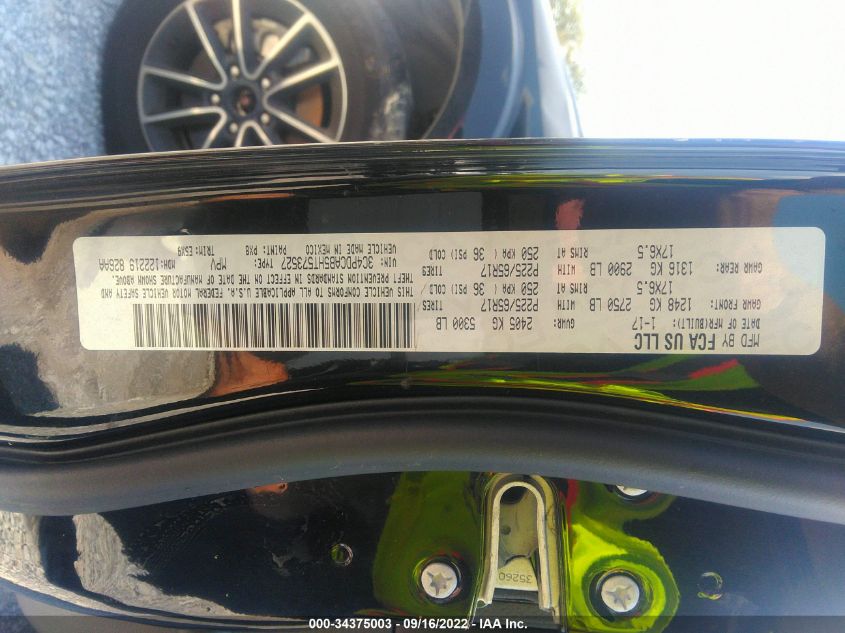 MFD BY FCA US LLC
DATE OF MFR(BUILT): GVWR:
1-17 2405 KG 5300 LB
GAWR FRONT: WITH TIRES
1248 KG 2750 LB P225/65R17
RIMS AT
17X6.5 250 KPA( 36 PSI) COLD
GAWR REAR: WITH TIRES
1316 KG 2900 LB P225/65R17
RIMS AT
17X6.5 250 KPA( 36 PSI) COLD
THIS VEHICLE CONFORMS TO ALL APPLICABLE U.S.A. FEDERAL MOTOR VEHICLE SAFETY AND
THEFT PREVENTION STANDARDS IN EFFECT ON THE DATE OF MANUFACTURE SHOWN ABOVE.
VIN: 3C4PDCAB5HT573527 TYPE: MPV MDH:122219 826AA
VEHICLE MADE IN MEXICO PAINT: PX8 TRIM: E5X9
35260
000-34375003 - 09/16/2022 - IAA Inc.